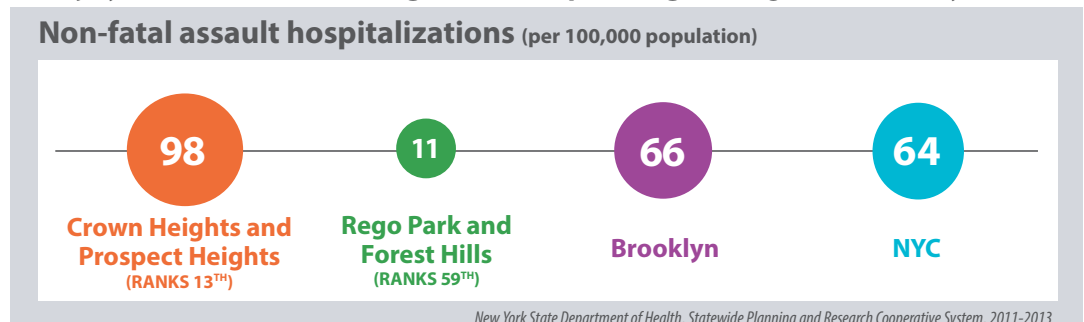 Non-fatal assault hospitalizations (per 100,000 population)
98
11
66
64
Crown Heights and
Prospect Heights
(RANKS 13TH)
Rego Park and
Forest Hills
(RANKS 59TH)
Brooklyn
NYC
New York State Department of Health, Statewide Planning and Research Cooperative System, 2011-2013